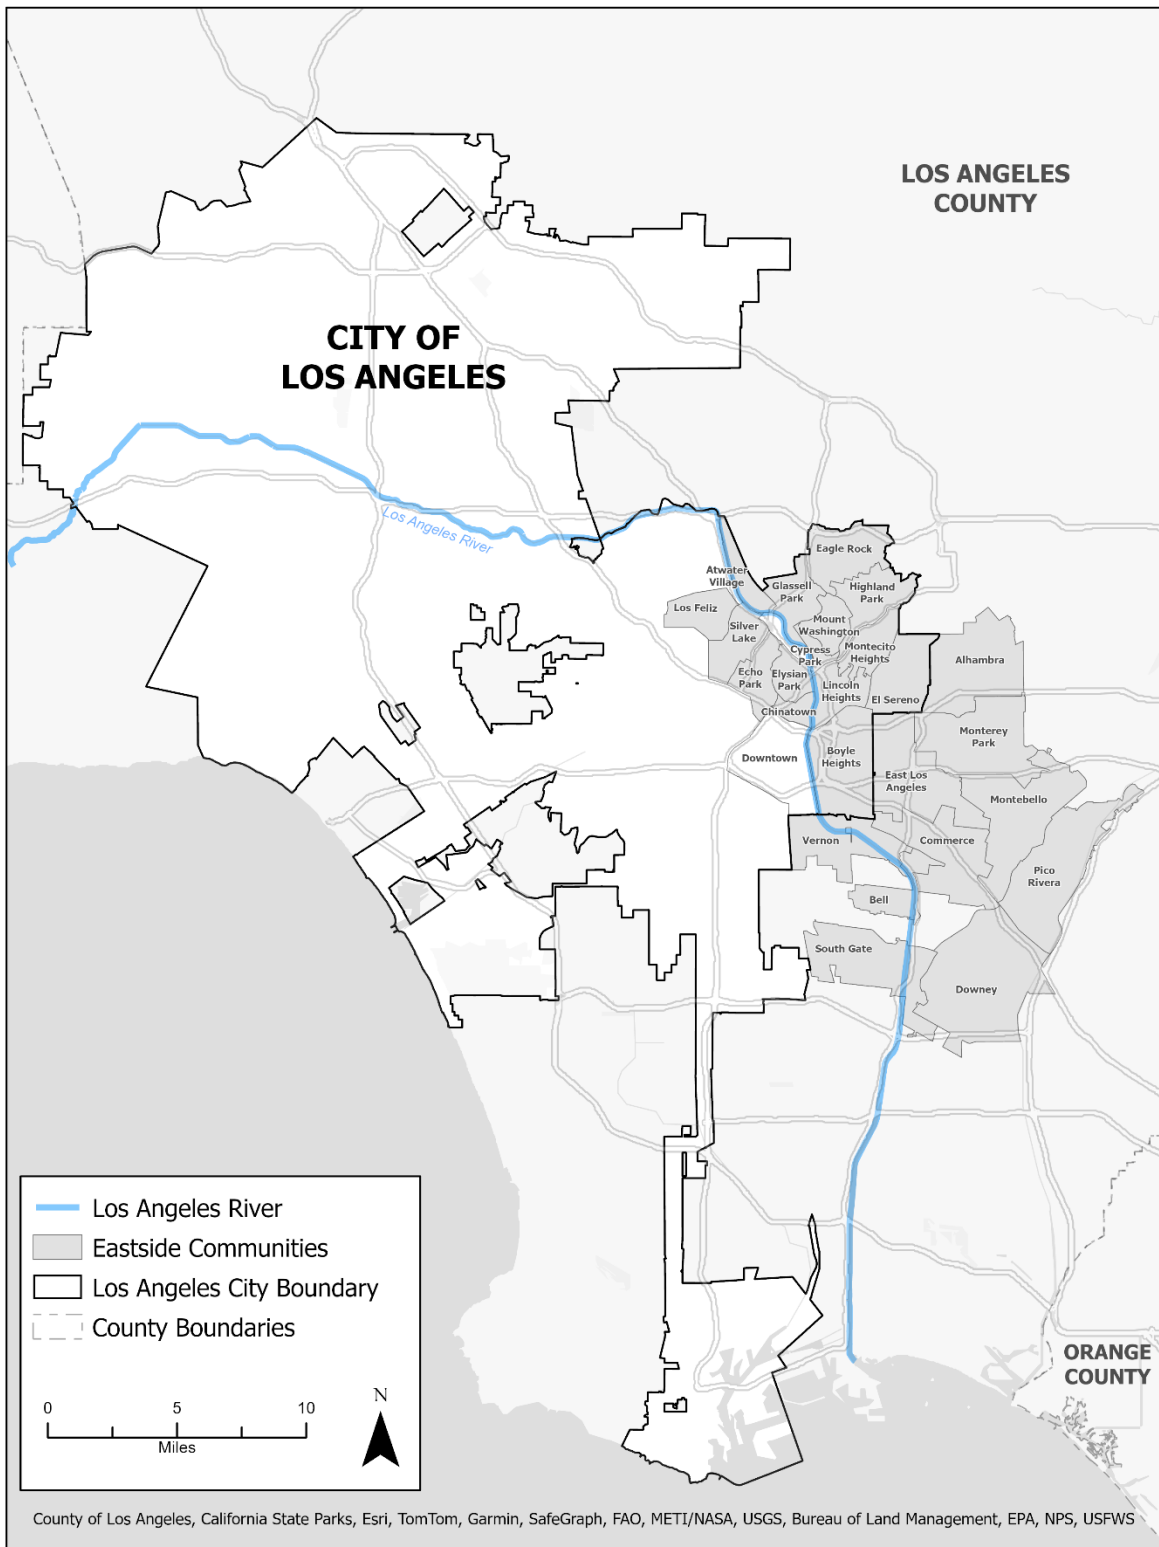 LOS ANGELES
COUNTY
CITY OF
LOS ANGELES
Los Angeles River
Eagle Rock
Atwater
Village
Glassell
Park
Highland
Park
Los Feliz
Silver
Lake
Mount
Washington
Cypress
Park
Montecito
Heights
Alhambra
Echo
Park
Elysian
Park
Lincoln
Heights
El Sereno
Chinatown
Monterey
Park
Downtown
Boyle
Heights
East Los
Angeles
Montebello
Vernon
Commerce
Pico
Rivera
Bell
South Gate
Downey
Los Angeles River
Eastside Communities
Los Angeles City Boundary
County Boundaries
0 5 10
Miles
N
ORANGE
COUNTY
County of Los Angeles, California State Parks, Esri, TomTom, Garmin, SafeGraph, FAO, METI/NASA, USGS, Bureau of Land Management, EPA, NPS, USFWS